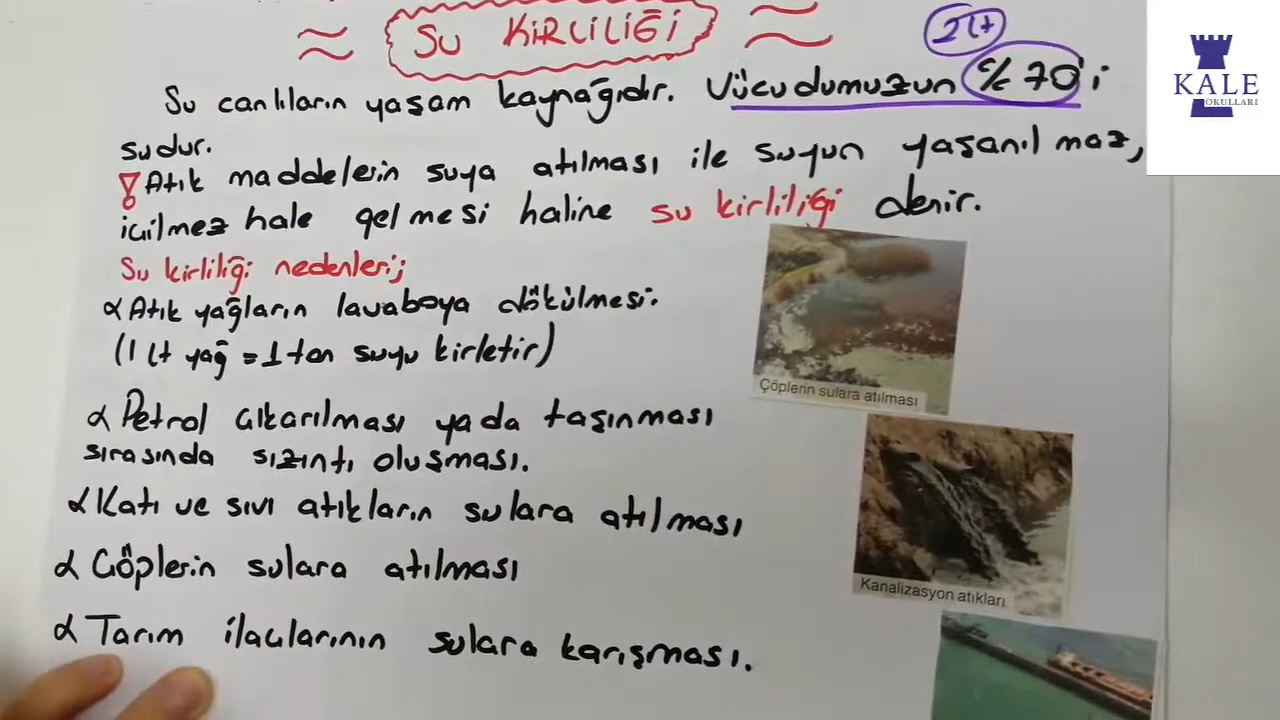 SU KİRLİLİĞİ
2 lt
KALE
OKULLARI
Su canlıların yaşam kaynağıdır. Vücudumuzun % 70'i
sudur.
Atık maddelerin suya atılması ile suyun yaşanılmaz,
içilmez hale gelmesi haline su kirliliği denir.
Su kirliliği nedenleri;
α Atık yağların lavaboya dökülmesi.
(1 lt yağ = 1 ton suyu kirletir)
α Petrol çıkarılması yada taşınması
sırasında sızıntı oluşması.
α Katı ve sıvı atıkların sulara atılması
α Çöplerin sulara atılması
α Tarım ilaçlarının sulara karışması.
Çöplerin sulara atılması
Kanalizasyon atıkları